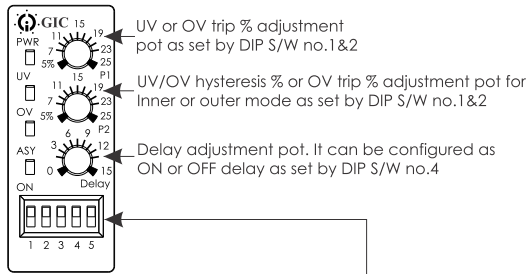 GIC
PWR
UV
OV
ASY
ON
5% 7 11 15 19 23 25
P1
5% 7 11 15 19 23 25
P2
0 3 6 9 12 15
Delay
1 2 3 4 5
UV or OV trip % adjustment
pot as set by DIP S/W no.1&2
UV/OV hysteresis % or OV trip % adjustment pot for
Inner or outer mode as set by DIP S/W no.1&2
Delay adjustment pot. It can be configured as
ON or OFF delay as set by DIP S/W no.4